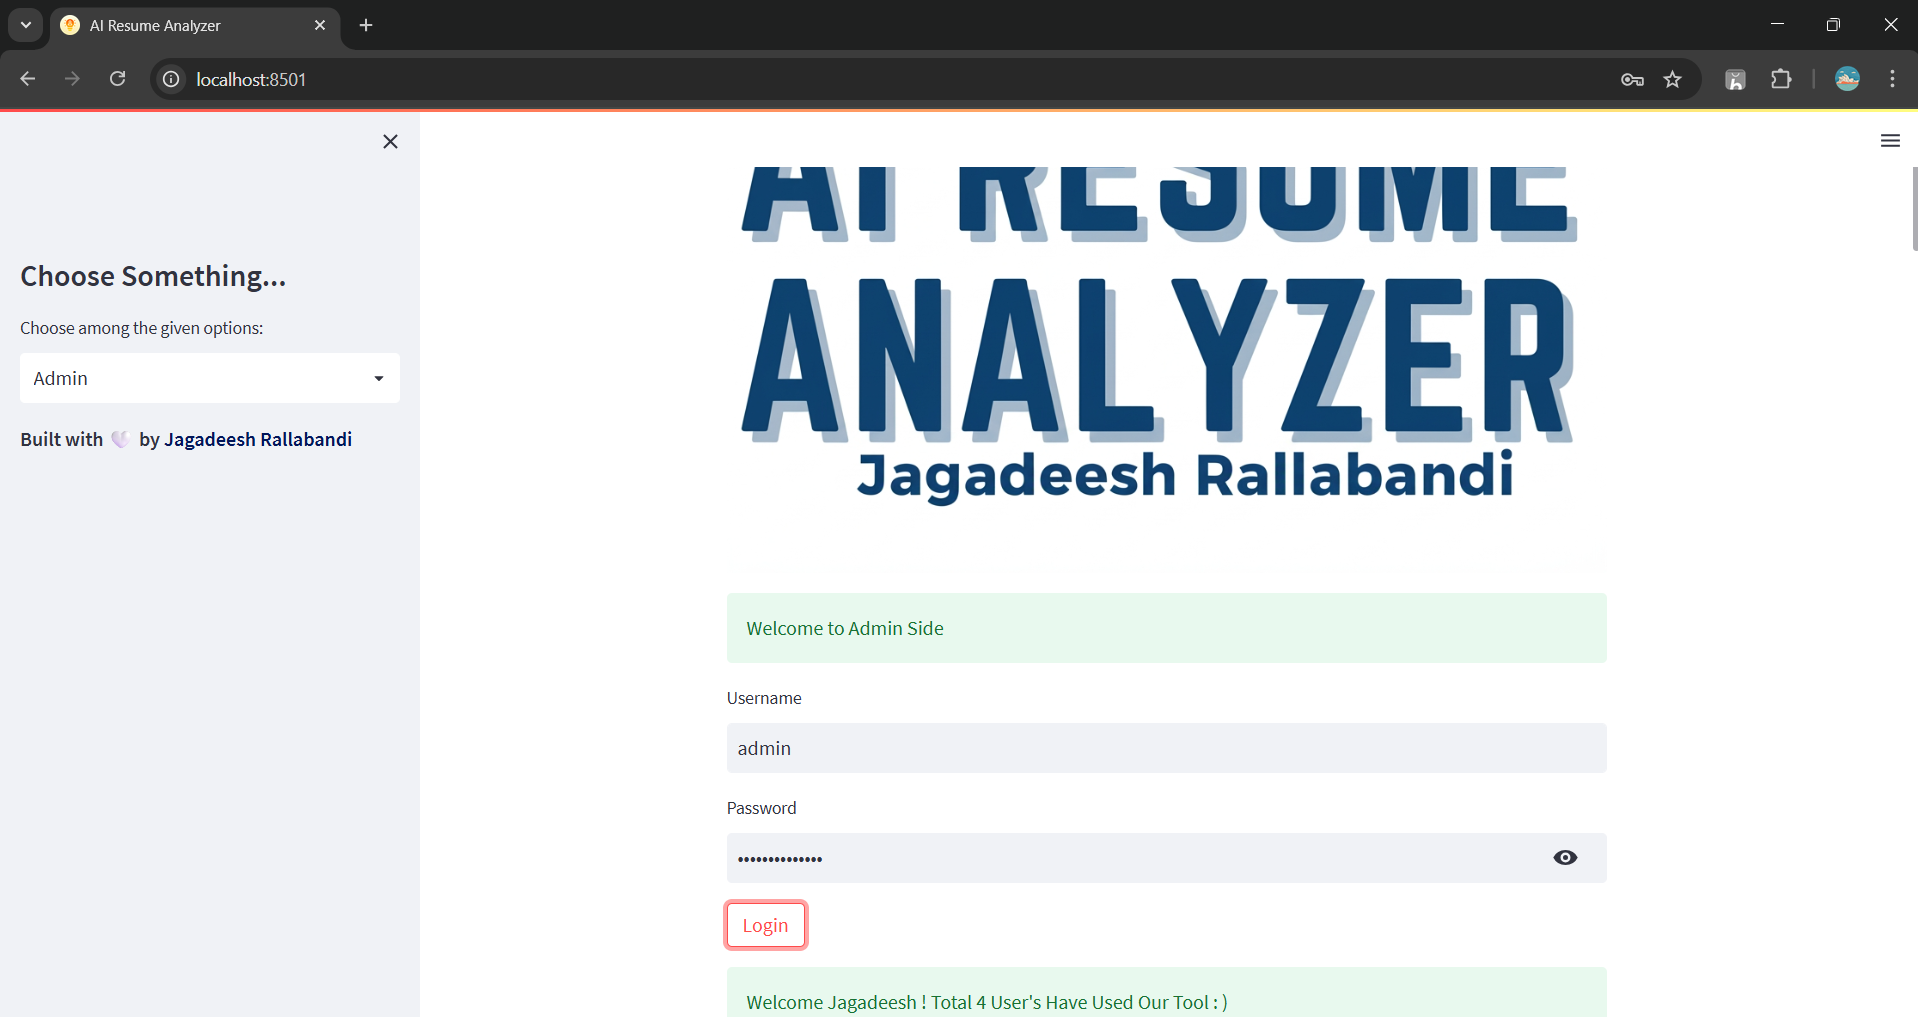 AI Resume Analyzer
localhost:8501
Choose Something...
Choose among the given options:
Admin
Built with 🤍 by Jagadeesh Rallabandi
AI RESUME
ANALYZER
Jagadeesh Rallabandi
Welcome to Admin Side
Username
admin
Password
••••••••••••••
Login
Welcome Jagadeesh ! Total 4 User's Have Used Our Tool : )